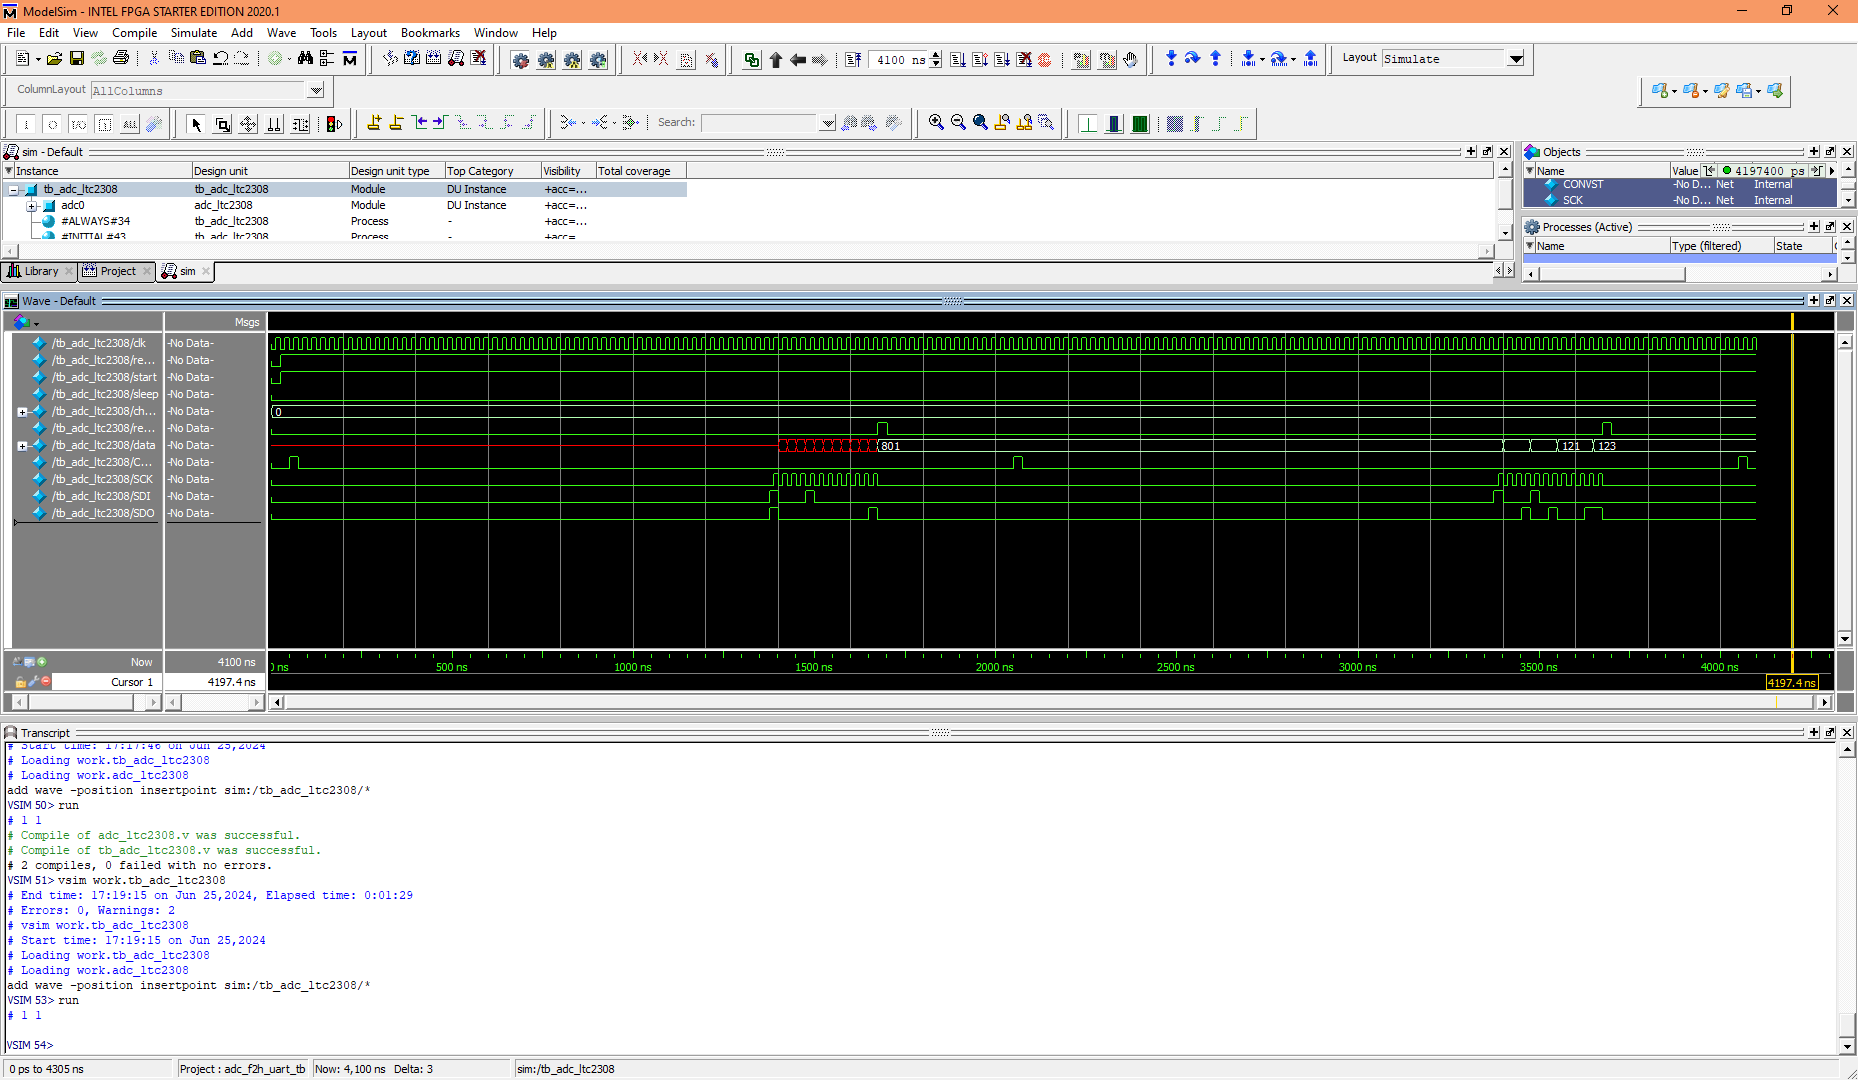 ModelSim - INTEL FPGA STARTER EDITION 2020.1
File Edit View Compile Simulate Add Wave Tools Layout Bookmarks Window Help
4100 ns
Layout Simulate
ColumnLayout AllColumns
Search:
sim - Default
Instance Design unit Design unit type Top Category Visibility Total coverage
tb_adc_ltc2308 tb_adc_ltc2308 Module DU Instance +acc=...
adc0 adc_ltc2308 Module DU Instance +acc=...
#ALWAYS#34 tb_adc_ltc2308 Process - +acc=...
#INITIAL#43 tb_adc_ltc2308 Process - +acc=
Library Project sim
Objects
Name Value 4197400 ps
CONVST -No D... Net Internal
SCK -No D... Net Internal
Processes (Active)
Name Type (filtered) State
Wave - Default
Msgs
/tb_adc_ltc2308/clk -No Data-
/tb_adc_ltc2308/re... -No Data-
/tb_adc_ltc2308/start -No Data-
/tb_adc_ltc2308/sleep -No Data-
/tb_adc_ltc2308/ch... -No Data- 0
/tb_adc_ltc2308/re... -No Data-
/tb_adc_ltc2308/data -No Data- 801 121 123
/tb_adc_ltc2308/C... -No Data-
/tb_adc_ltc2308/SCK -No Data-
/tb_adc_ltc2308/SDI -No Data-
/tb_adc_ltc2308/SDO -No Data-
Now 4100 ns
ns 500 ns 1000 ns 1500 ns 2000 ns 2500 ns 3000 ns 3500 ns 4000 ns
Cursor 1 4197.4 ns 4197.4 ns
Transcript
# Start time: 17:17:46 on Jun 25,2024
# Loading work.tb_adc_ltc2308
# Loading work.adc_ltc2308
add wave -position insertpoint sim:/tb_adc_ltc2308/*
VSIM 50> run
# 1 1
# Compile of adc_ltc2308.v was successful.
# Compile of tb_adc_ltc2308.v was successful.
# 2 compiles, 0 failed with no errors.
VSIM 51> vsim work.tb_adc_ltc2308
# End time: 17:19:15 on Jun 25,2024, Elapsed time: 0:01:29
# Errors: 0, Warnings: 2
# vsim work.tb_adc_ltc2308
# Start time: 17:19:15 on Jun 25,2024
# Loading work.tb_adc_ltc2308
# Loading work.adc_ltc2308
add wave -position insertpoint sim:/tb_adc_ltc2308/*
VSIM 53> run
# 1 1
VSIM 54>
0 ps to 4305 ns Project : adc_f2h_uart_tb Now: 4,100 ns Delta: 3 sim:/tb_adc_ltc2308